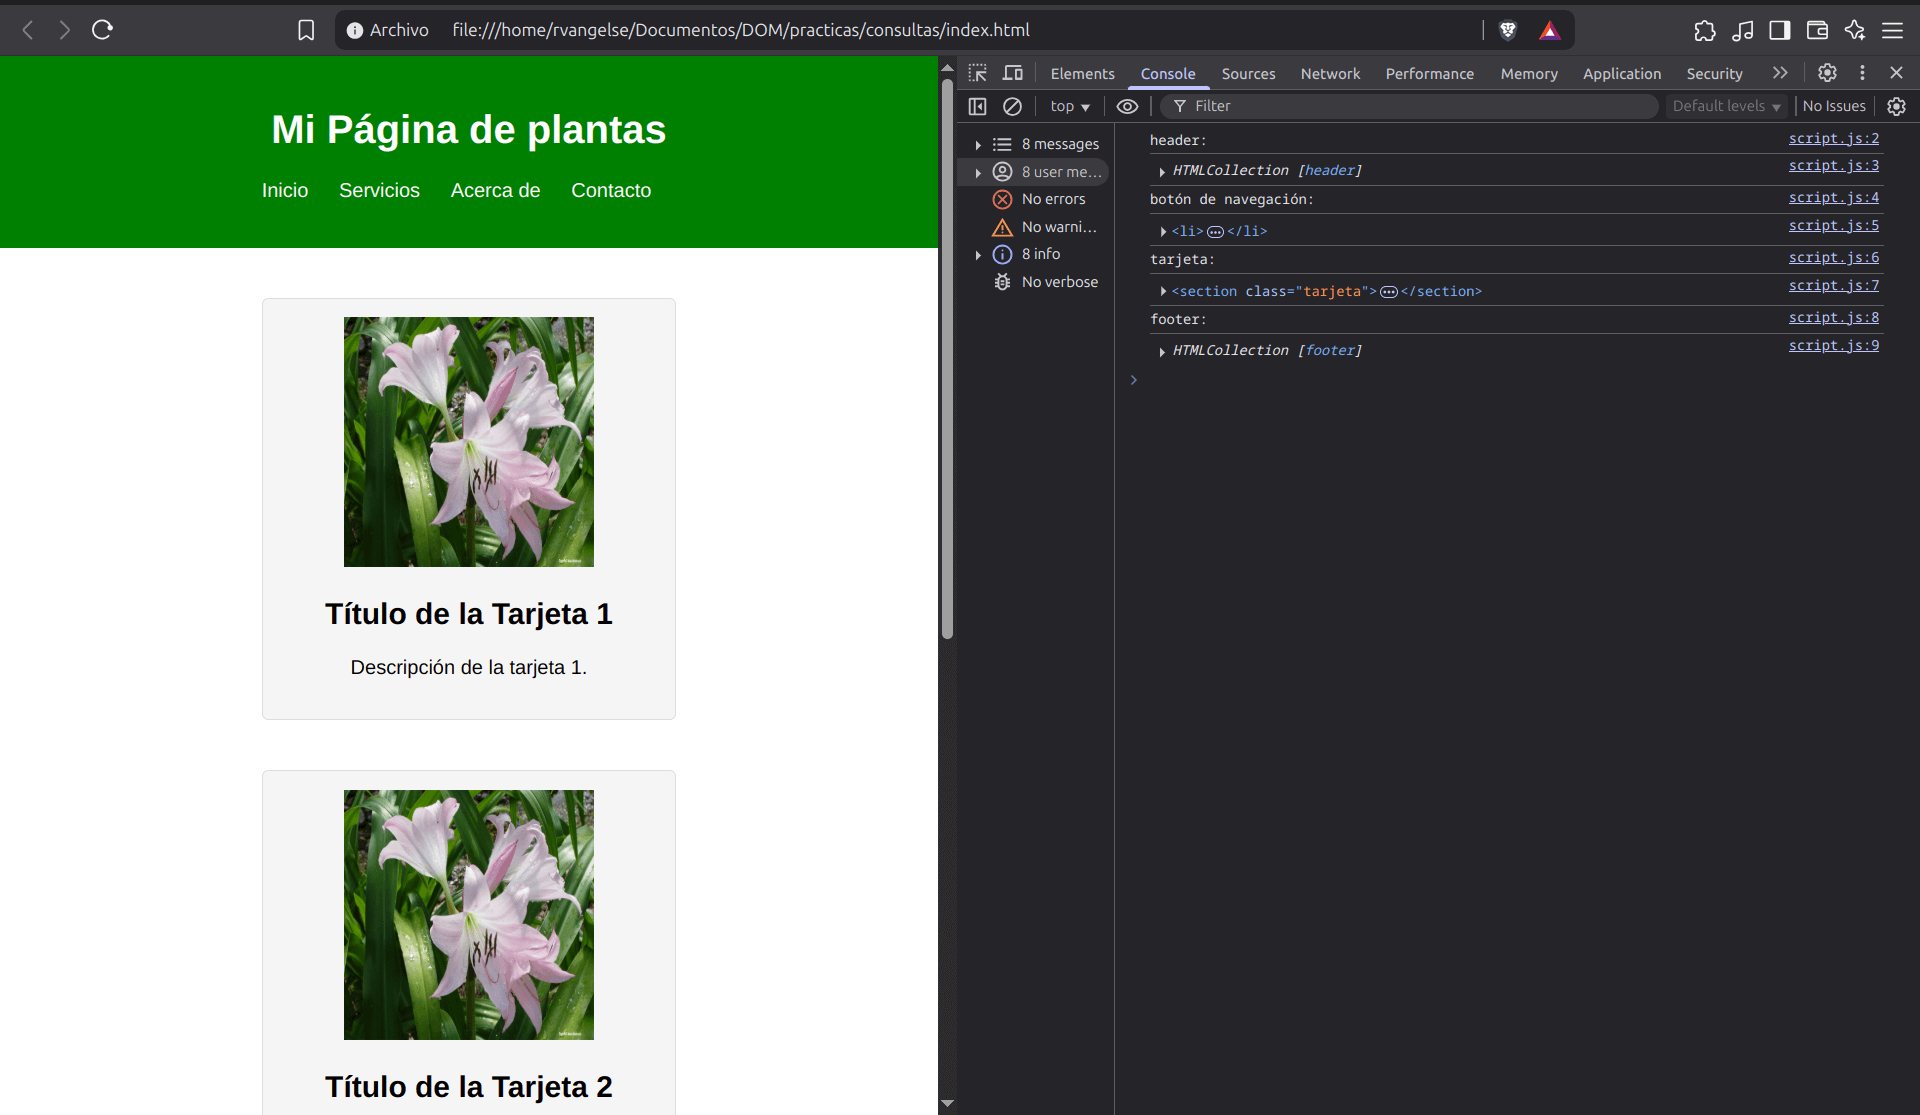 Archivo file:///home/rvangelse/Documentos/DOM/practicas/consultas/index.html
Mi Página de plantas
Inicio Servicios Acerca de Contacto
Título de la Tarjeta 1
Descripción de la tarjeta 1.
Título de la Tarjeta 2
Elements Console Sources Network Performance Memory Application Security
top Filter Default levels No Issues
8 messages
8 user me...
No errors
No warni...
8 info
No verbose
header: script.js:2
HTMLCollection [header] script.js:3
botón de navegación: script.js:4
<li>…</li> script.js:5
tarjeta: script.js:6
<section class="tarjeta">…</section> script.js:7
footer: script.js:8
HTMLCollection [footer] script.js:9